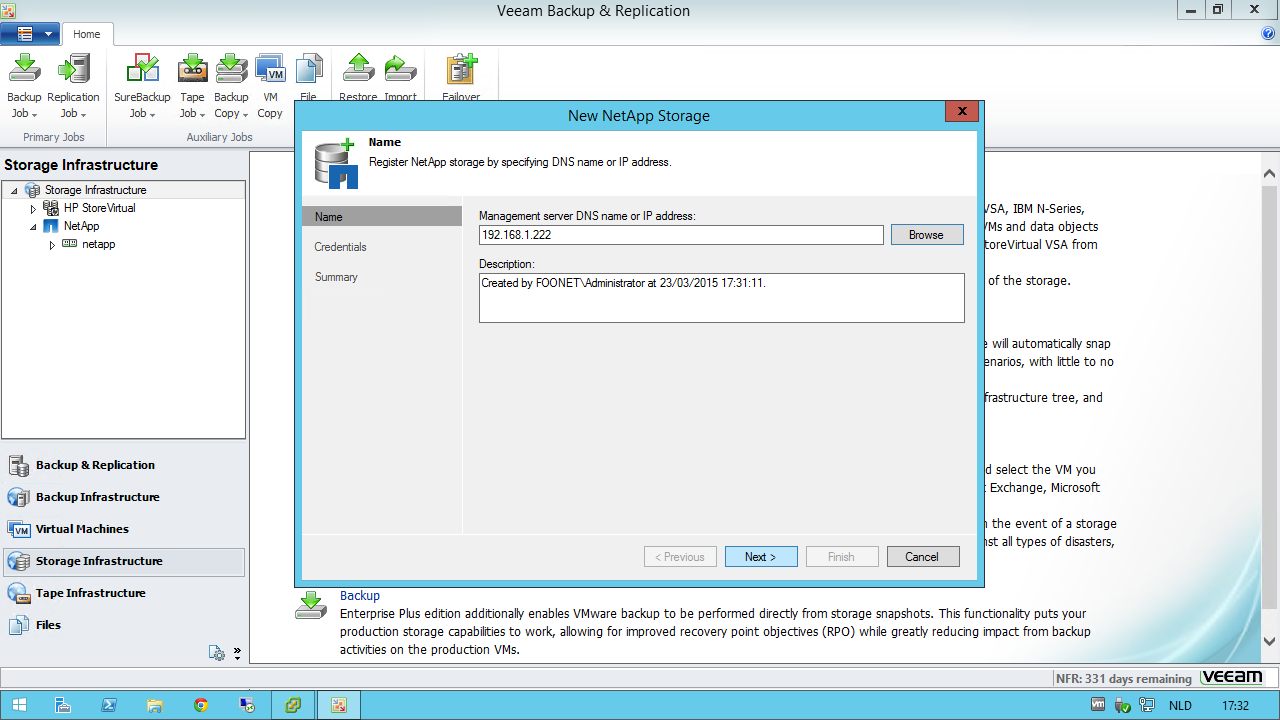 Veeam Backup & Replication
Home
Backup Job
Replication Job
Primary Jobs
SureBackup Job
Tape Job
Backup Copy
VM Copy
File
Auxiliary Jobs
Restore
Import
Failover
Storage Infrastructure
Storage Infrastructure
HP StoreVirtual
NetApp
netapp
Backup & Replication
Backup Infrastructure
VM
Virtual Machines
Storage Infrastructure
Tape Infrastructure
Files
New NetApp Storage
Name
Register NetApp storage by specifying DNS name or IP address.
Name
Credentials
Summary
Management server DNS name or IP address:
192.168.1.222
Browse
Description:
Created by FOONET\Administrator at 23/03/2015 17:31:11.
< Previous
Next >
Finish
Cancel
VSA, IBM N-Series,
VMs and data objects
StoreVirtual VSA from
of the storage.
e will automatically snap
enarios, with little to no
frastructure tree, and
d select the VM you
t Exchange, Microsoft
n the event of a storage
nst all types of disasters,
Backup
Enterprise Plus edition additionally enables VMware backup to be performed directly from storage snapshots. This functionality puts your
production storage capabilities to work, allowing for improved recovery point objectives (RPO) while greatly reducing impact from backup
activities on the production VMs.
NFR: 331 days remaining
veeam
vm
NLD
17:32